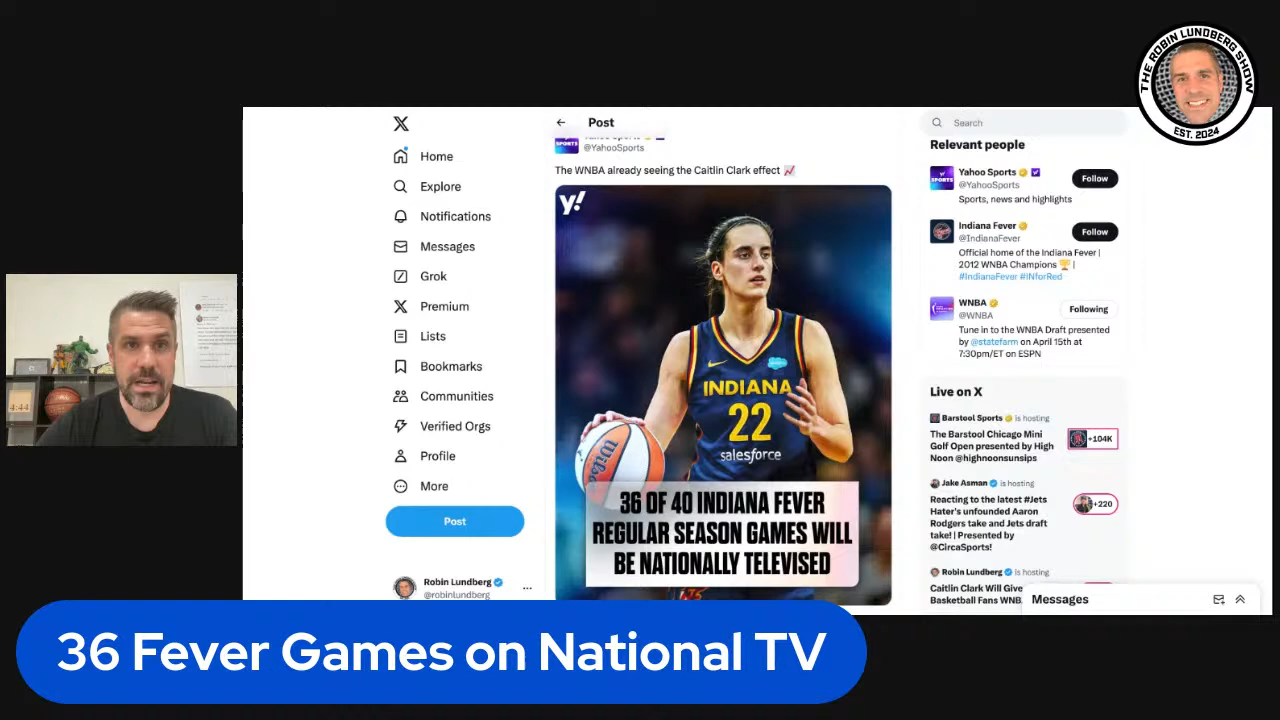 THE ROBIN LUNDBERG SHOW
EST. 2024
Home
Explore
Notifications
Messages
Grok
Premium
Lists
Bookmarks
Communities
Verified Orgs
Profile
More
Post
Robin Lundberg
@robinlundberg
Post
@YahooSports
The WNBA already seeing the Caitlin Clark effect
y!
Wilson
INDIANA
22
salesforce
36 OF 40 INDIANA FEVER
REGULAR SEASON GAMES WILL
BE NATIONALLY TELEVISED
Search
Relevant people
Yahoo Sports
@YahooSports
Follow
Sports, news and highlights
Indiana Fever
@IndianaFever
Follow
Official home of the Indiana Fever |
2012 WNBA Champions 🏆 |
#IndianaFever #INforRed
WNBA
@WNBA
Following
Tune in to the WNBA Draft presented
by @statefarm on April 15th at
7:30pm/ET on ESPN
Live on X
Barstool Sports is hosting
The Barstool Chicago Mini
Golf Open presented by High
Noon @highnoonsunsips
+104K
Jake Asman is hosting
Reacting to the latest #Jets
Hater's unfounded Aaron
Rodgers take and Jets draft
take! | Presented by
@CircaSports!
+220
Robin Lundberg is hosting
Caitlin Clark Will Give
Basketball Fans WNB
Messages
4:44
36 Fever Games on National TV